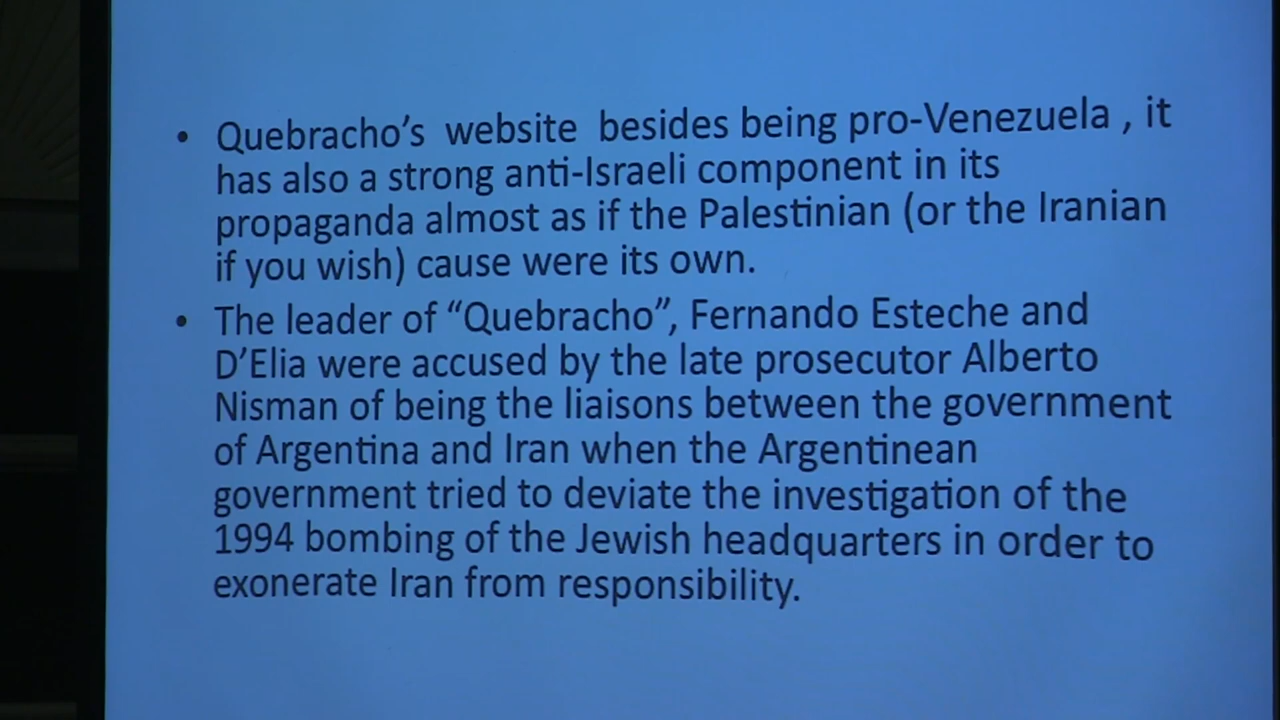 • Quebracho’s website besides being pro-Venezuela , it
has also a strong anti-Israeli component in its
propaganda almost as if the Palestinian (or the Iranian
if you wish) cause were its own.
• The leader of “Quebracho”, Fernando Esteche and
D’Elia were accused by the late prosecutor Alberto
Nisman of being the liaisons between the government
of Argentina and Iran when the Argentinean
government tried to deviate the investigation of the
1994 bombing of the Jewish headquarters in order to
exonerate Iran from responsibility.